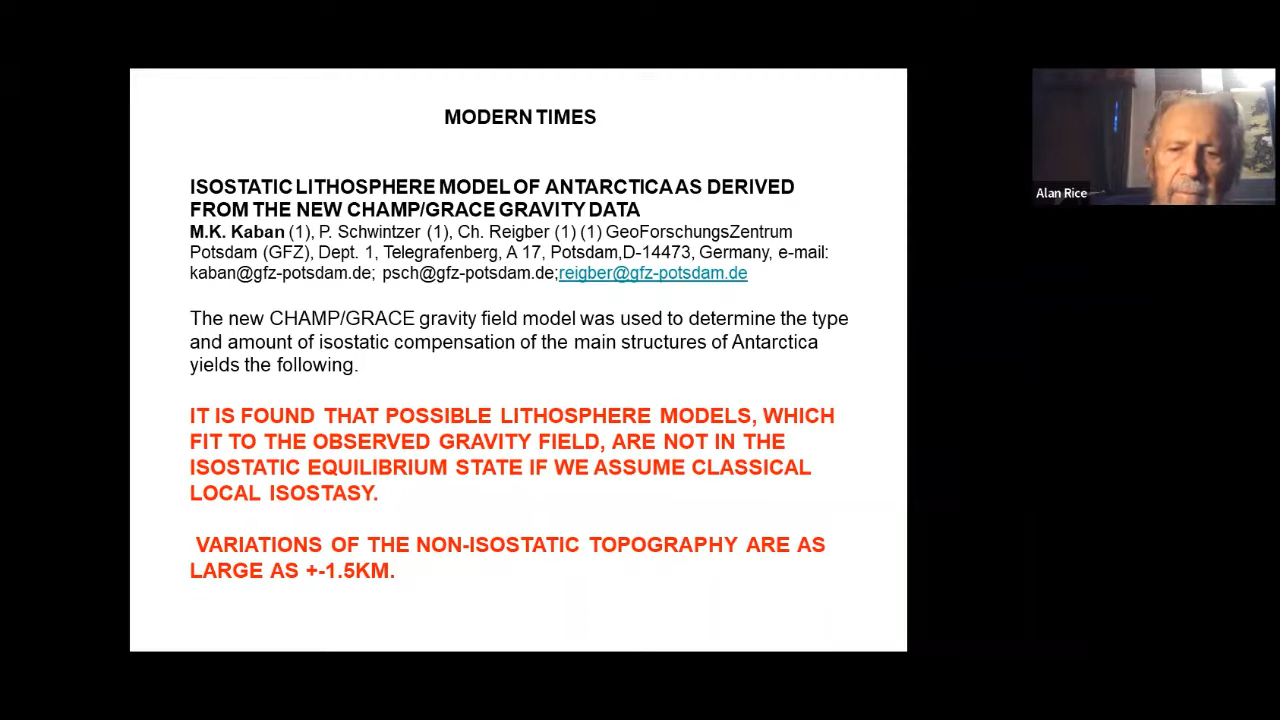 MODERN TIMES
ISOSTATIC LITHOSPHERE MODEL OF ANTARCTICA AS DERIVED
FROM THE NEW CHAMP/GRACE GRAVITY DATA
M.K. Kaban (1), P. Schwintzer (1), Ch. Reigber (1) (1) GeoForschungsZentrum
Potsdam (GFZ), Dept. 1, Telegrafenberg, A 17, Potsdam,D-14473, Germany, e-mail:
kaban@gfz-potsdam.de; psch@gfz-potsdam.de;reigber@gfz-potsdam.de
The new CHAMP/GRACE gravity field model was used to determine the type
and amount of isostatic compensation of the main structures of Antarctica
yields the following.
IT IS FOUND THAT POSSIBLE LITHOSPHERE MODELS, WHICH
FIT TO THE OBSERVED GRAVITY FIELD, ARE NOT IN THE
ISOSTATIC EQUILIBRIUM STATE IF WE ASSUME CLASSICAL
LOCAL ISOSTASY.
VARIATIONS OF THE NON-ISOSTATIC TOPOGRAPHY ARE AS
LARGE AS +-1.5KM.
Alan Rice